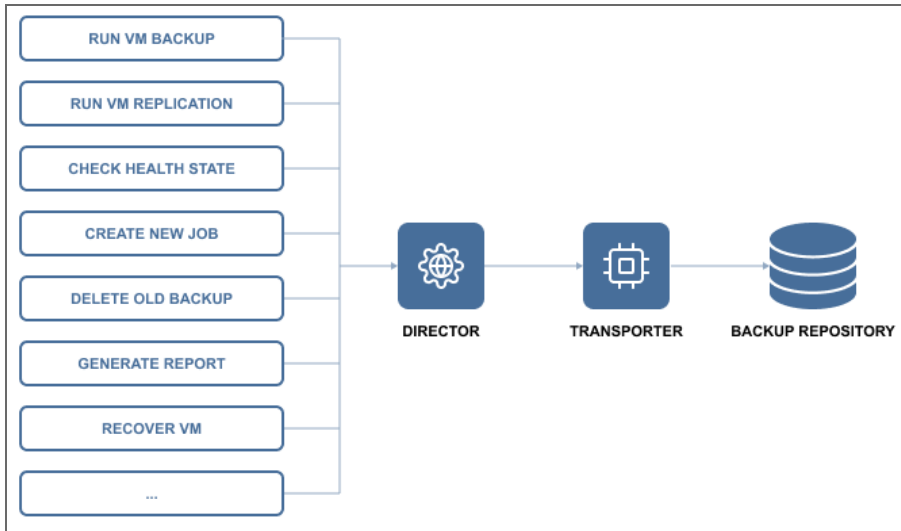 RUN VM BACKUP
RUN VM REPLICATION
CHECK HEALTH STATE
CREATE NEW JOB
DELETE OLD BACKUP
GENERATE REPORT
RECOVER VM
...
DIRECTOR
TRANSPORTER
BACKUP REPOSITORY